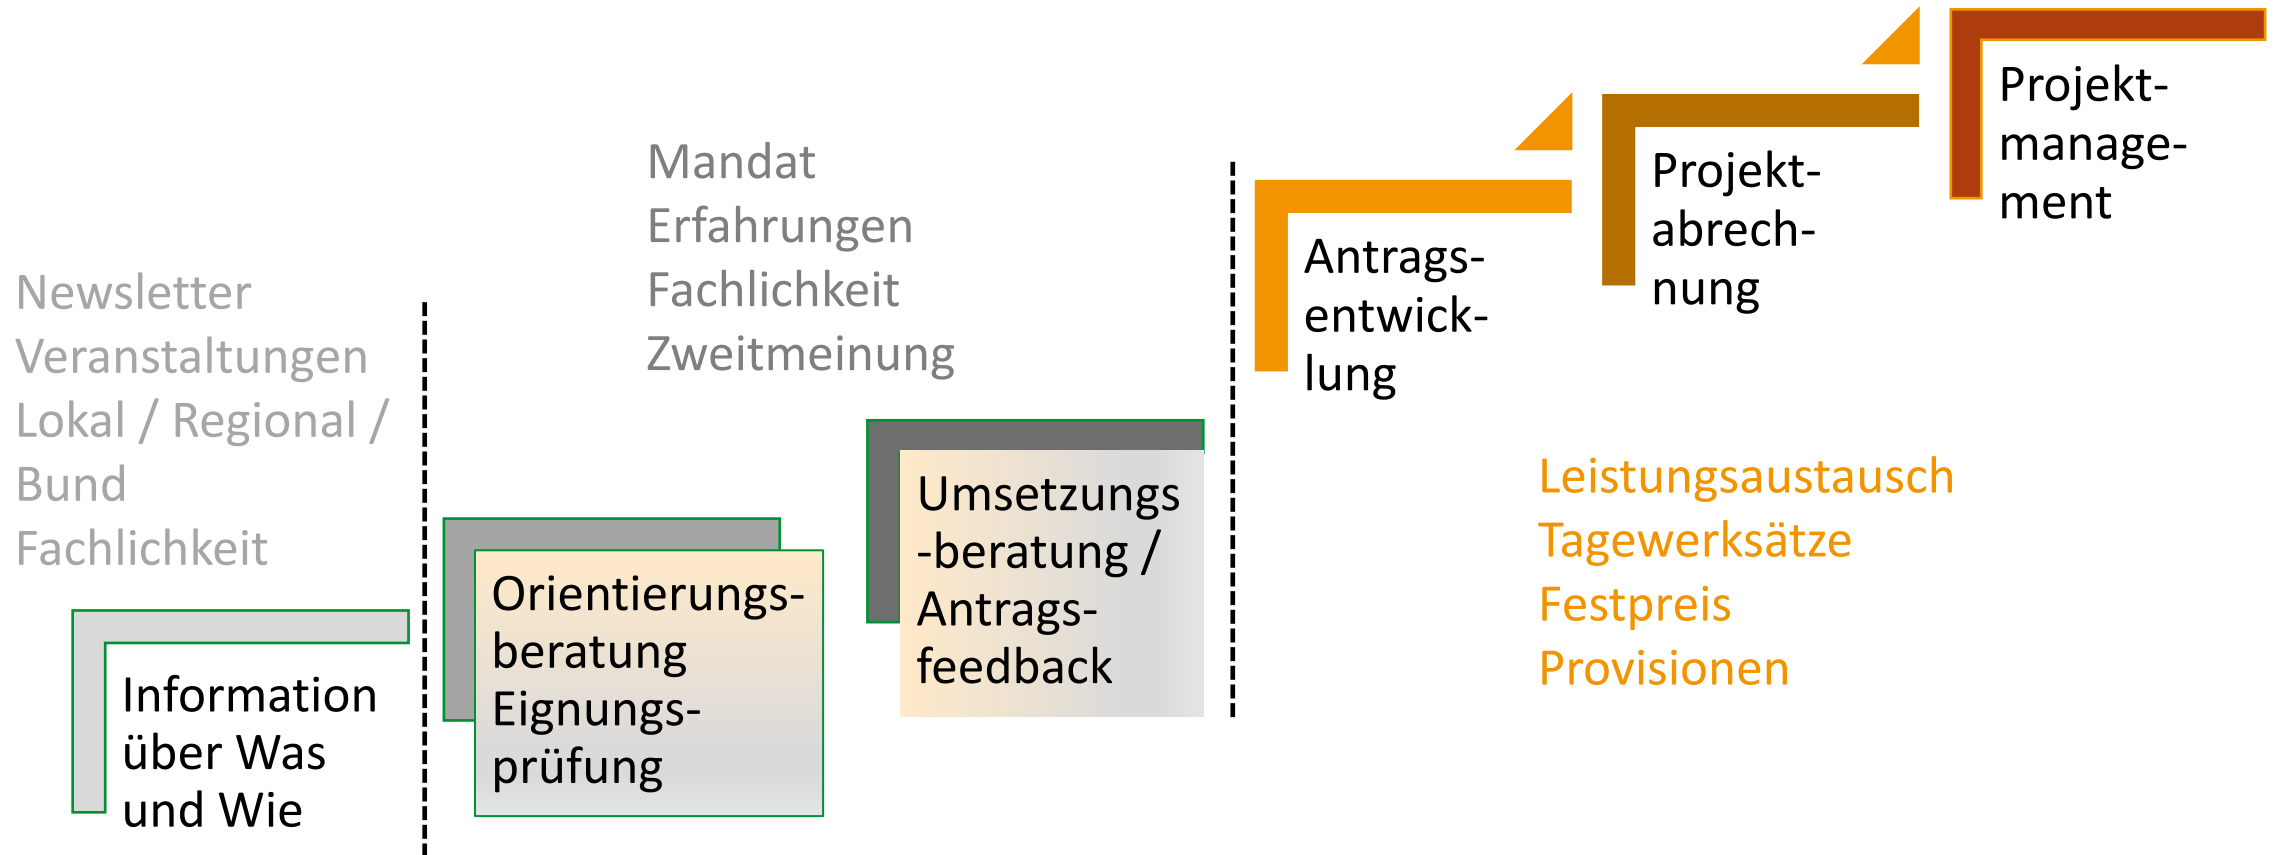 Newsletter
Veranstaltungen
Lokal / Regional /
Bund
Fachlichkeit
Information
über Was
und Wie
Mandat
Erfahrungen
Fachlichkeit
Zweitmeinung
Orientierungs-
beratung
Eignungs-
prüfung
Umsetzungs
-beratung /
Antrags-
feedback
Antrags-
entwick-
lung
Projekt-
abrech-
nung
Projekt-
manage-
ment
Leistungsaustausch
Tagewerksätze
Festpreis
Provisionen